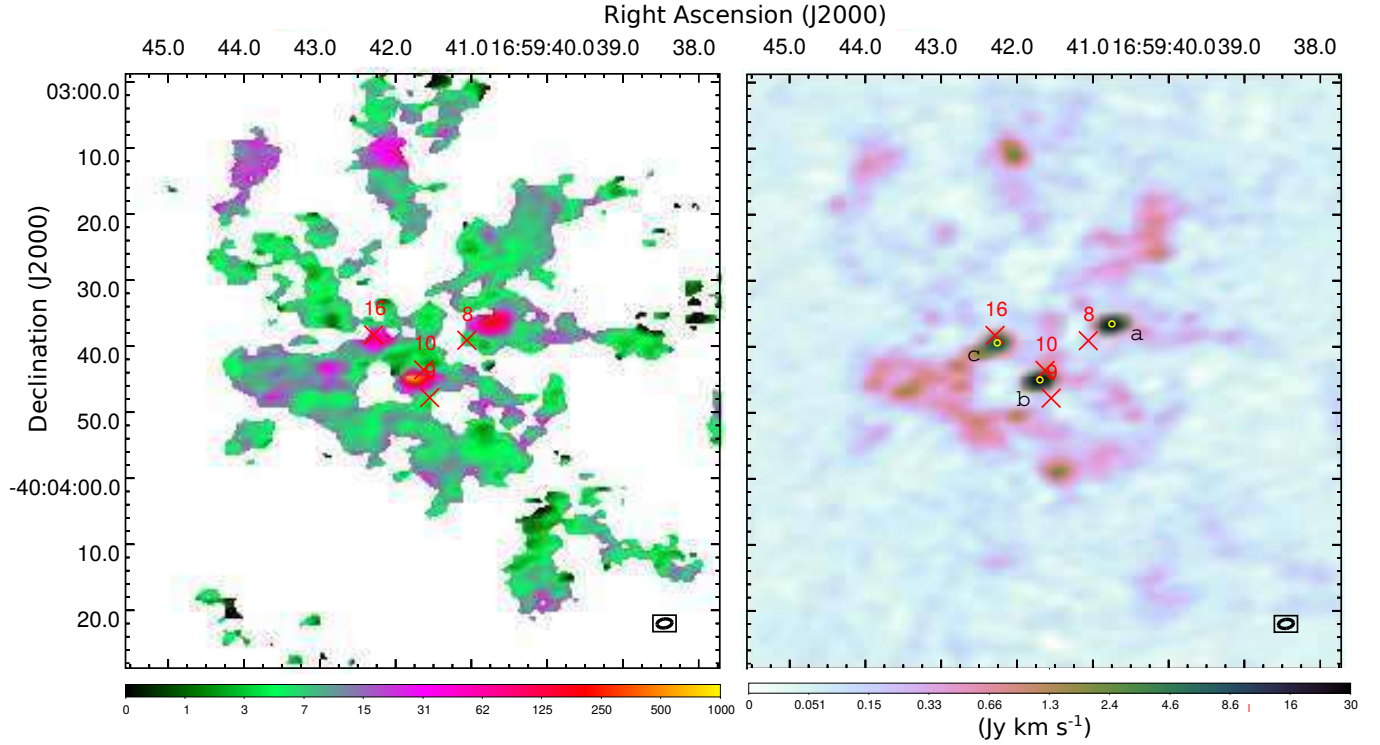 Right Ascension (J2000)
45.0 44.0 43.0 42.0 41.0 16:59:40.0 39.0 38.0
45.0 44.0 43.0 42.0 41.0 16:59:40.0 39.0 38.0
Declination (J2000)
03:00.0
10.0
20.0
30.0
40.0
50.0
-40:04:00.0
10.0
20.0
16
8
10
9
16
8
10
9
a
c
b
0 1 3 7 15 31 62 125 250 500 1000
0 0.051 0.15 0.33 0.66 1.3 2.4 4.6 8.6 16 30
(Jy km s⁻¹)